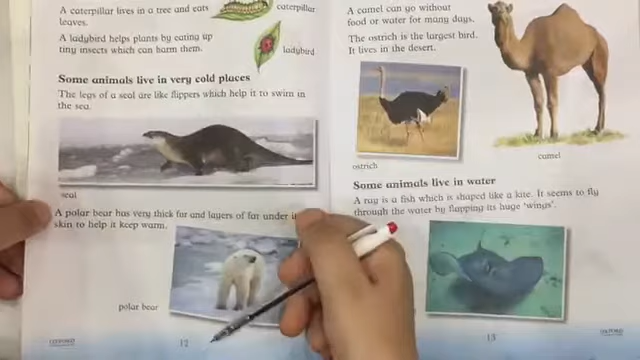 A caterpillar lives in a tree and eats
leaves.
caterpillar
A ladybird helps plants by eating up
tiny insects which can harm them.
ladybird
Some animals live in very cold places
The legs of a seal are like flippers which help it to swim in
the sea.
seal
A polar bear has very thick fur and layers of fat under i
skin to help it keep warm.
polar bear
OXFORD
12
A camel can go without
food or water for many days.
The ostrich is the largest bird.
It lives in the desert.
ostrich
camel
Some animals live in water
A ray is a fish which is shaped like a kite. It seems to fly
through the water by flapping its huge 'wings'.
13
OXFORD